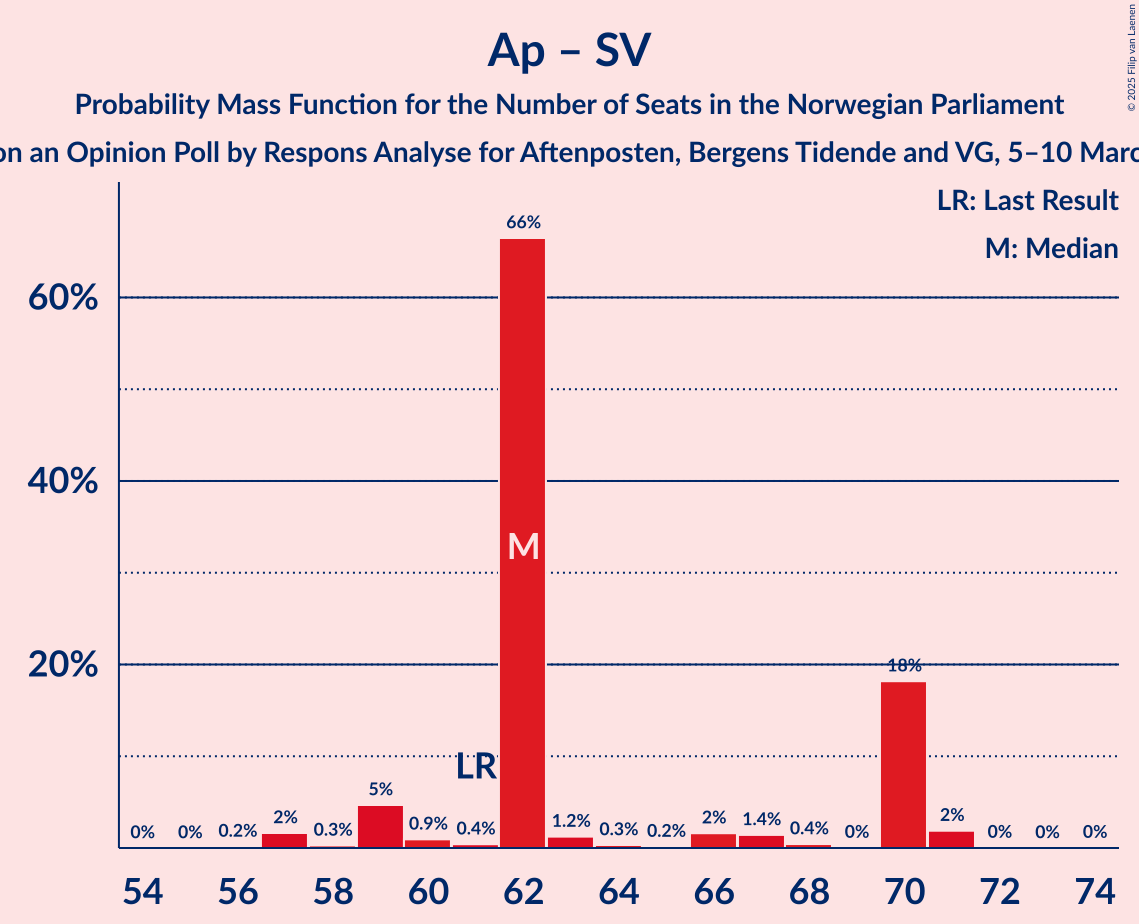 Ap – SV
Probability Mass Function for the Number of Seats in the Norwegian Parliament
on an Opinion Poll by Respons Analyse for Aftenposten, Bergens Tidende and VG, 5–10 Marc
© 2025 Filip van Laenen
LR: Last Result
M: Median
60%
40%
20%
0% 0% 0.2% 2% 0.3% 5% 0.9% 0.4% 66% 1.2% 0.3% 0.2% 2% 1.4% 0.4% 0% 18% 2% 0% 0% 0%
LR
M
54 56 58 60 62 64 66 68 70 72 74